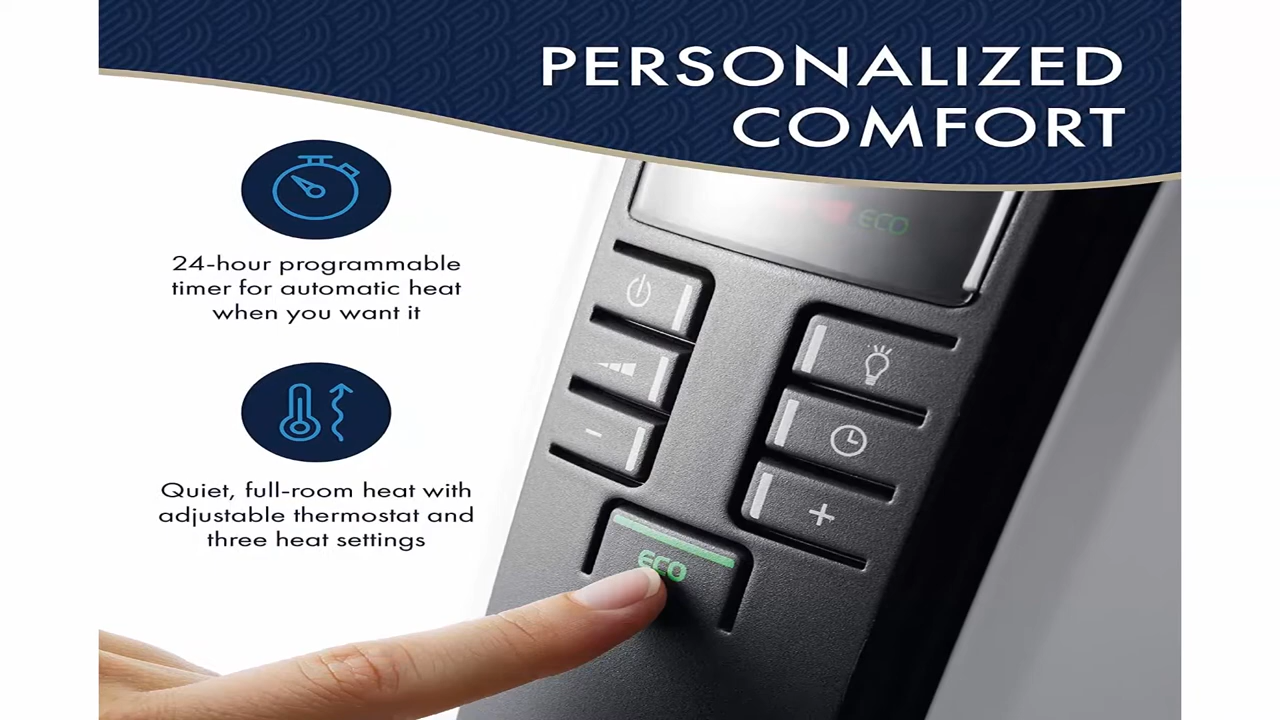 PERSONALIZED
COMFORT
ECO
24-hour programmable
timer for automatic heat
when you want it
Quiet, full-room heat with
adjustable thermostat and
three heat settings
ECO